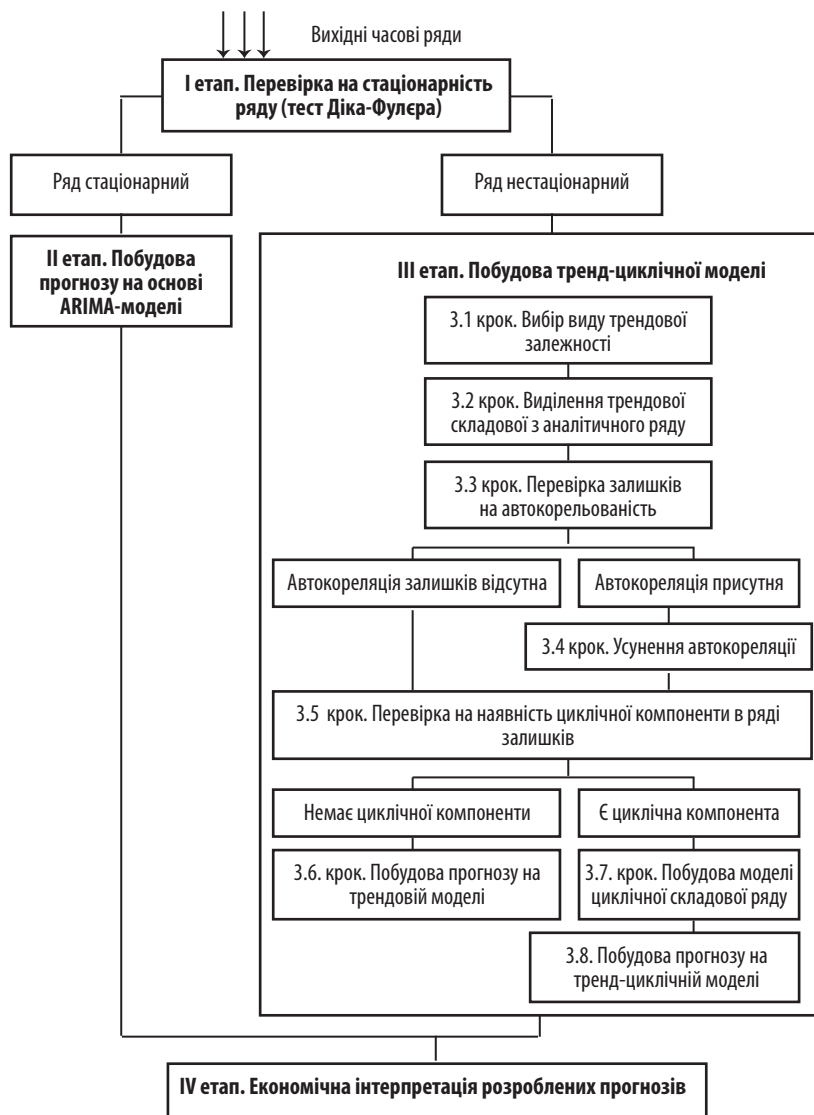 Вихідні часові ряди
I етап. Перевірка на стаціонарність
ряду (тест Діка-Фулєра)
Ряд стаціонарний
Ряд нестаціонарний
II етап. Побудова
прогнозу на основі
ARIMA-моделі
III етап. Побудова тренд-циклічної моделі
3.1 крок. Вибір виду трендової
залежності
3.2 крок. Виділення трендової
складової з аналітичного ряду
3.3 крок. Перевірка залишків
на автокорельованість
Автокореляція залишків відсутна
Автокореляція присутня
3.4 крок. Усунення автокореляції
3.5 крок. Перевірка на наявність циклічної компоненти в ряді
залишків
Немає циклічної компоненти
Є циклічна компонента
3.6. крок. Побудова прогнозу на
трендовій моделі
3.7. крок. Побудова моделі
циклічної складової ряду
3.8. Побудова прогнозу на
тренд-циклічній моделі
IV етап. Економічна інтерпретація розроблених прогнозів